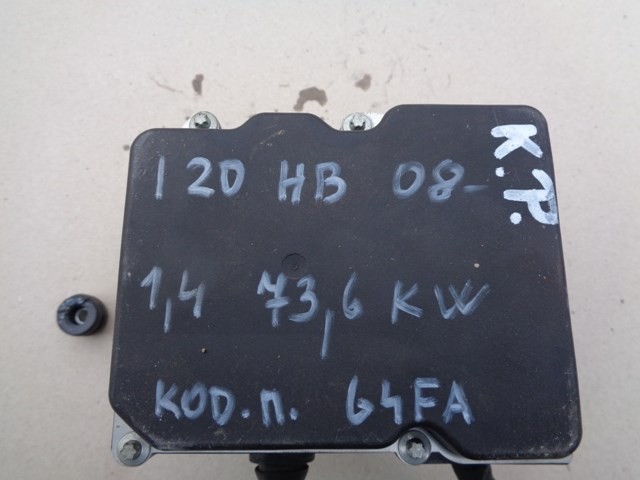 I 20 HB 08-
K.P.
1,4 73,6 KW
KOD.П. G4FA